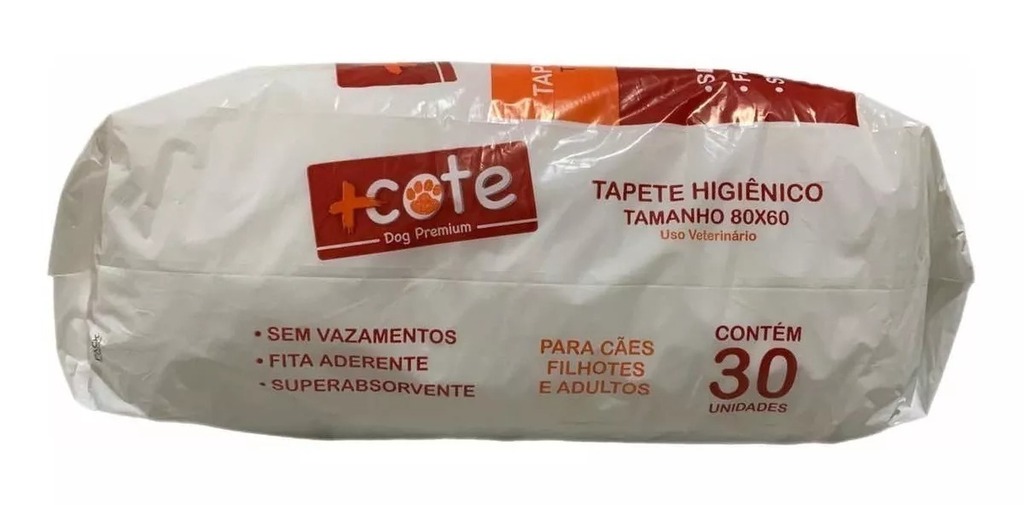 TAP
+cote
Dog Premium
TAPETE HIGIÊNICO
TAMANHO 80X60
Uso Veterinário
• SEM VAZAMENTOS
• FITA ADERENTE
• SUPERABSORVENTE
PARA CÃES
FILHOTES
E ADULTOS
CONTÉM
30
UNIDADES